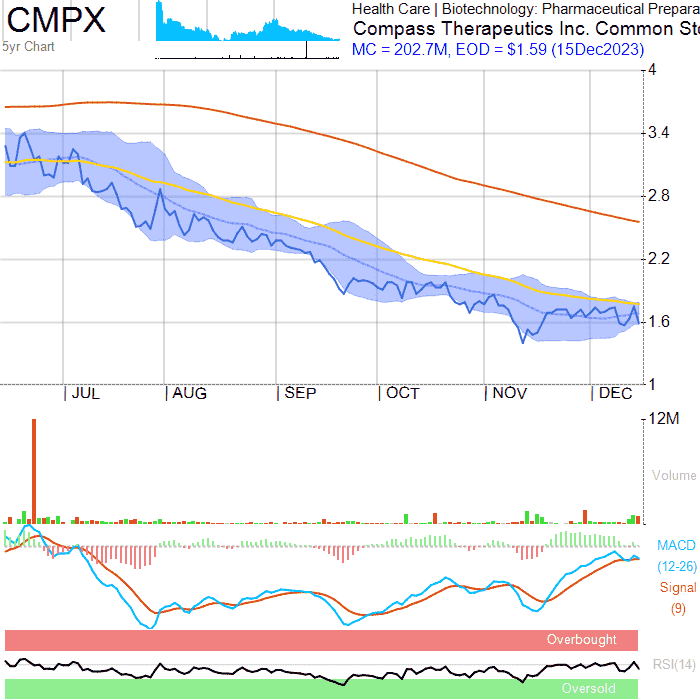 CMPX
5yr Chart
Health Care | Biotechnology: Pharmaceutical Prepara
Compass Therapeutics Inc. Common Sto
MC = 202.7M, EOD = $1.59 (15Dec2023)
4
3.4
2.8
2.2
1.6
1
JUL AUG SEP OCT NOV DEC
12M
Volume
MACD
(12-26)
Signal
(9)
Overbought
RSI(14)
Oversold